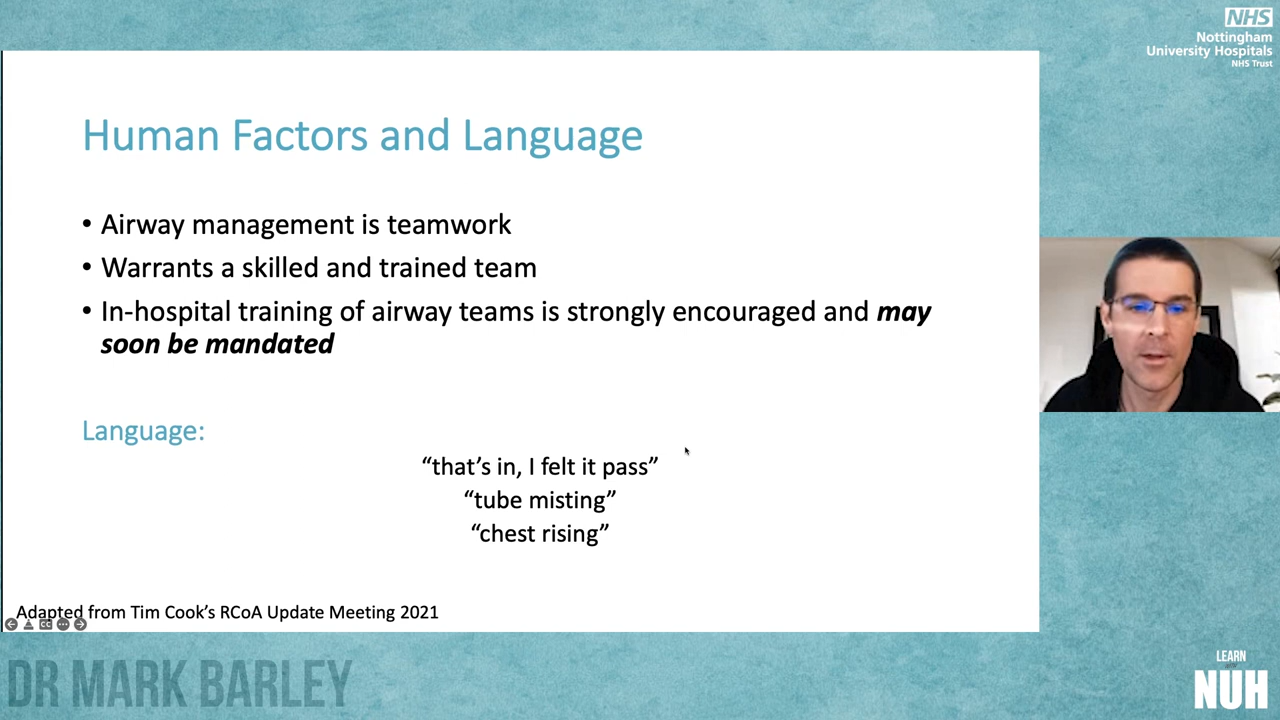 NHS
Nottingham
University Hospitals
NHS Trust
Human Factors and Language
• Airway management is teamwork
• Warrants a skilled and trained team
• In-hospital training of airway teams is strongly encouraged and may
soon be mandated
Language:
“that’s in, I felt it pass”
“tube misting”
“chest rising”
Adapted from Tim Cook’s RCoA Update Meeting 2021
CC
DR MARK BARLEY
LEARN
NUH